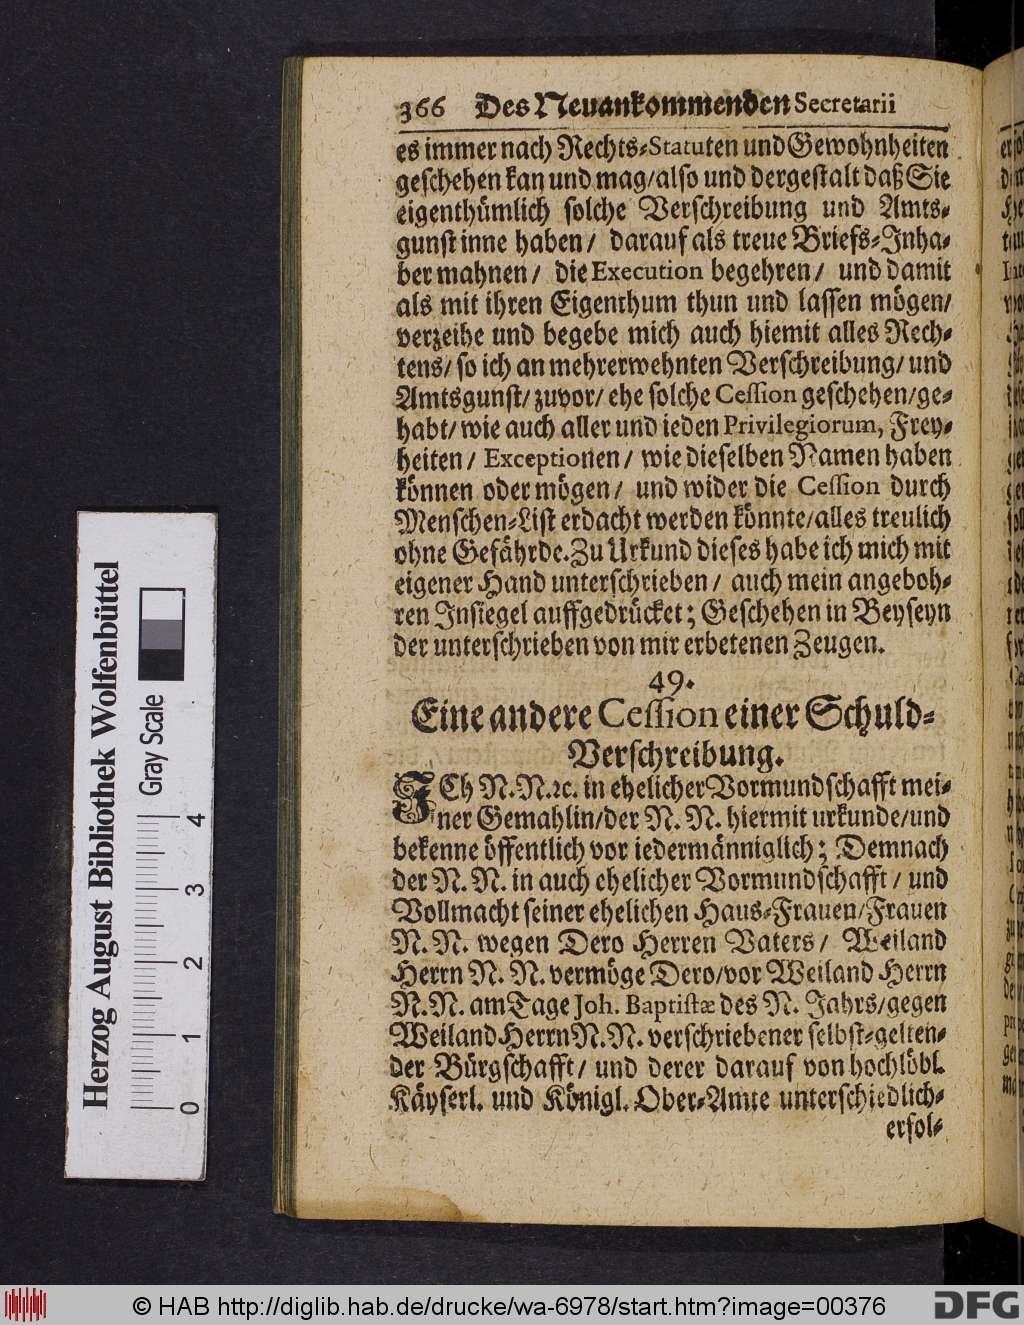 366 Des Neuankommenden Secretarii
es immer nach Rechts-Statuten und Gewohnheiten
geschehen kan und mag/also und dergestalt daß Sie
eigenthümlich solche Verschreibung und Amts-
gunst inne haben/ darauf als treue Briefs-Inha-
ber mahnen/ die Execution begehren/ und damit
als mit ihren Eigenthum thun und lassen mögen/
verzeihe und begebe mich auch hiemit alles Rech-
tens/ so ich an mehrerwehnten Verschreibung/ und
Amtsgunst/ zuvor/ ehe solche Cession geschehen/ge-
habt/ wie auch aller und ieden Privilegiorum, Frey-
heiten/ Exceptionen/ wie dieselben Namen haben
können oder mögen/ und wider die Cession durch
Menschen-List erdacht werden könnte/alles treulich
ohne Gefährde. Zu Urkund dieses habe ich mich mit
eigener Hand unterschrieben/ auch mein angeboh-
ren Insiegel auffgedrücket; Geschehen in Beyseyn
der unterschrieben von mir erbetenen Zeugen.
49.
Eine andere Cession einer Schuld-
Verschreibung.
ICh N. N. ꝛc. in ehelicher Vormundschafft mei-
ner Gemahlin/der N. N. hiermit urkunde/und
bekenne öffentlich vor iedermänniglich; Demnach
der N. N. in auch ehelicher Vormundschafft/ und
Vollmacht seiner ehelichen Haus-Frauen/Frauen
N. N. wegen Dero Herren Vaters/ Weiland
Herrn N. N. vermöge Dero/vor Weiland Herrn
N. N. am Tage Joh. Baptistæ des N. Jahrs/gegen
Weiland Herrn N. N. verschriebener selbst-gelten-
der Bürgschafft/ und derer darauf von hochlöbl.
Käyserl. und Königl. Ober-Amte unterschiedlich-
erfol-
Herzog August Bibliothek Wolfenbüttel
Gray Scale
0 1 2 3 4
© HAB http://diglib.hab.de/drucke/wa-6978/start.htm?image=00376
DFG